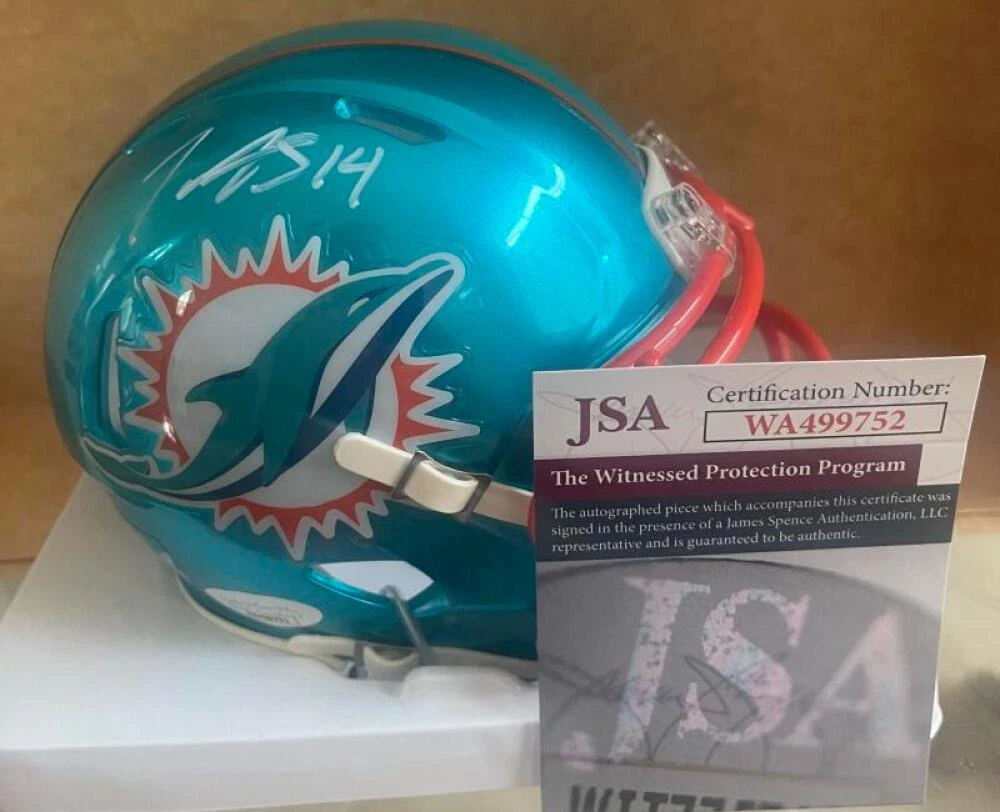 14
JSA
Certification Number:
WA499752
The Witnessed Protection Program
The autographed piece which accompanies this certificate was
signed in the presence of a James Spence Authentication, LLC
representative and is guaranteed to be authentic.
JSA